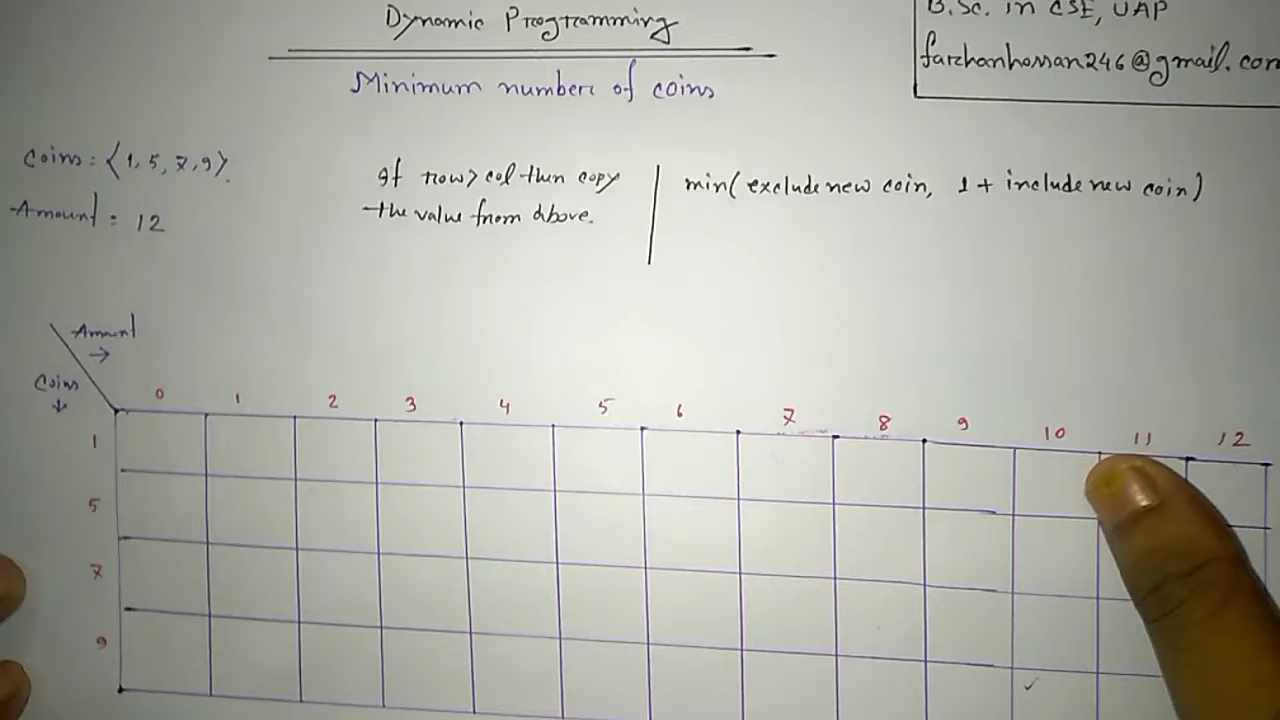 Dynamic Programming
Minimum number of coins
B.Sc. in CSE, UAP
farhanhossan246@gmail.com
Coins: {1, 5, 7, 9}
Amount = 12
If row > col then copy
the value from above.
min(exclude new coin, 1 + include new coin)
Amount
→
Coins
↓
0 1 2 3 4 5 6 7 8 9 10 11 12
1
5
7
9
✓